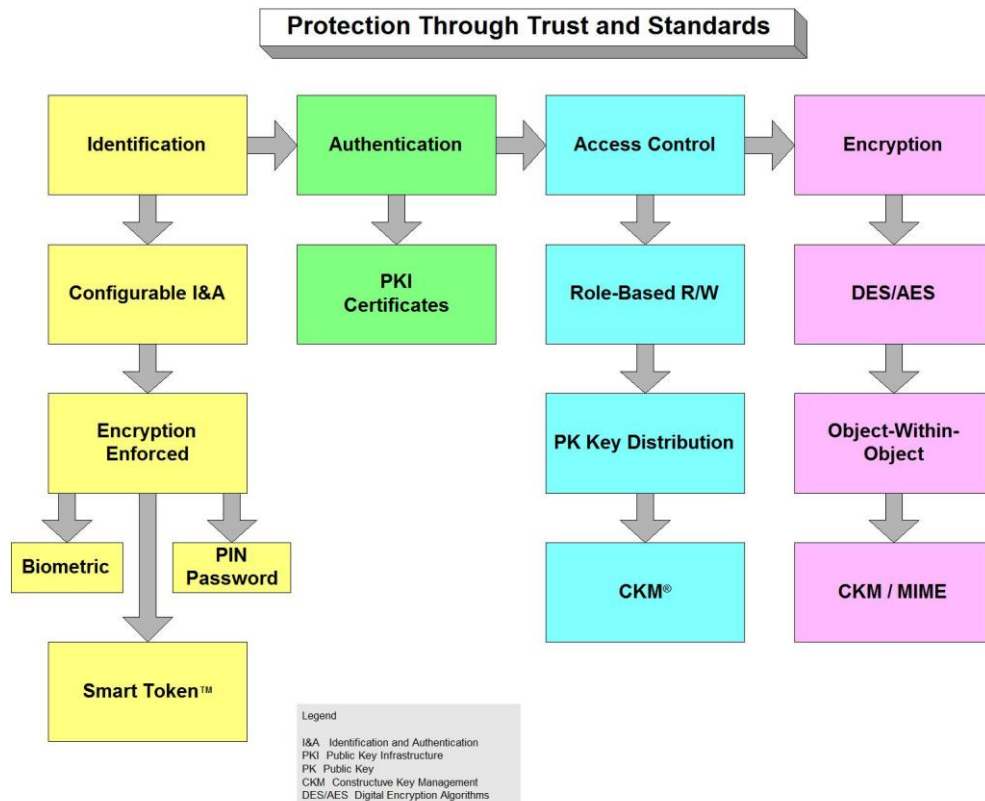 Protection Through Trust and Standards
Identification
Authentication
Access Control
Encryption
Configurable I&A
PKI
Certificates
Role-Based R/W
DES/AES
Encryption
Enforced
PK Key Distribution
Object-Within-
Object
Biometric
PIN
Password
CKM®
CKM / MIME
Smart Token™
Legend
I&A Identification and Authentication
PKI Public Key Infrastructure
PK Public Key
CKM Constructuve Key Management
DES/AES Digital Encryption Algorithms